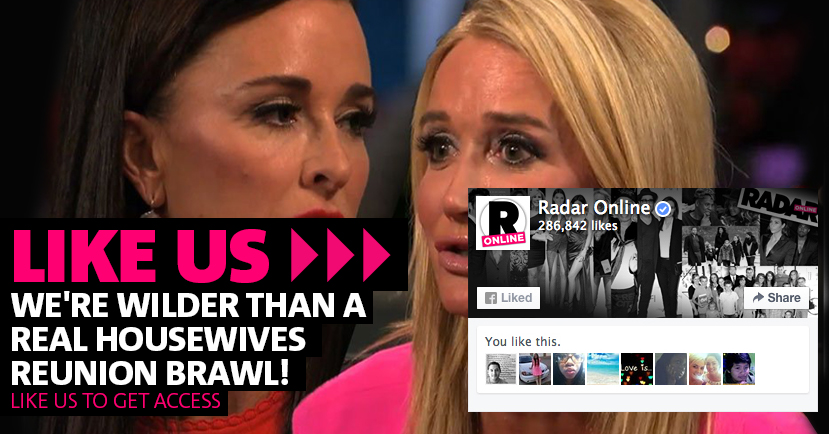 LIKE US
WE'RE WILDER THAN A
REAL HOUSEWIVES
REUNION BRAWL!
LIKE US TO GET ACCESS
RADAR
ONLINE
R
ONLINE
Radar Online
286,842 likes
Liked
Share
You like this.
Love is...